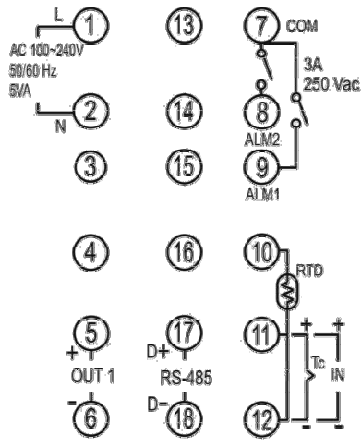 L 1 13 7 COM
AC 100~240V
50/60 Hz
5VA
3A
250 Vac
N 2 14 8
ALM2
3 15 9
ALM1
4 16 10
RTD
5 17 11 + +
+ D+
OUT 1 RS-485 Tc IN
- D-
6 18 12 - -